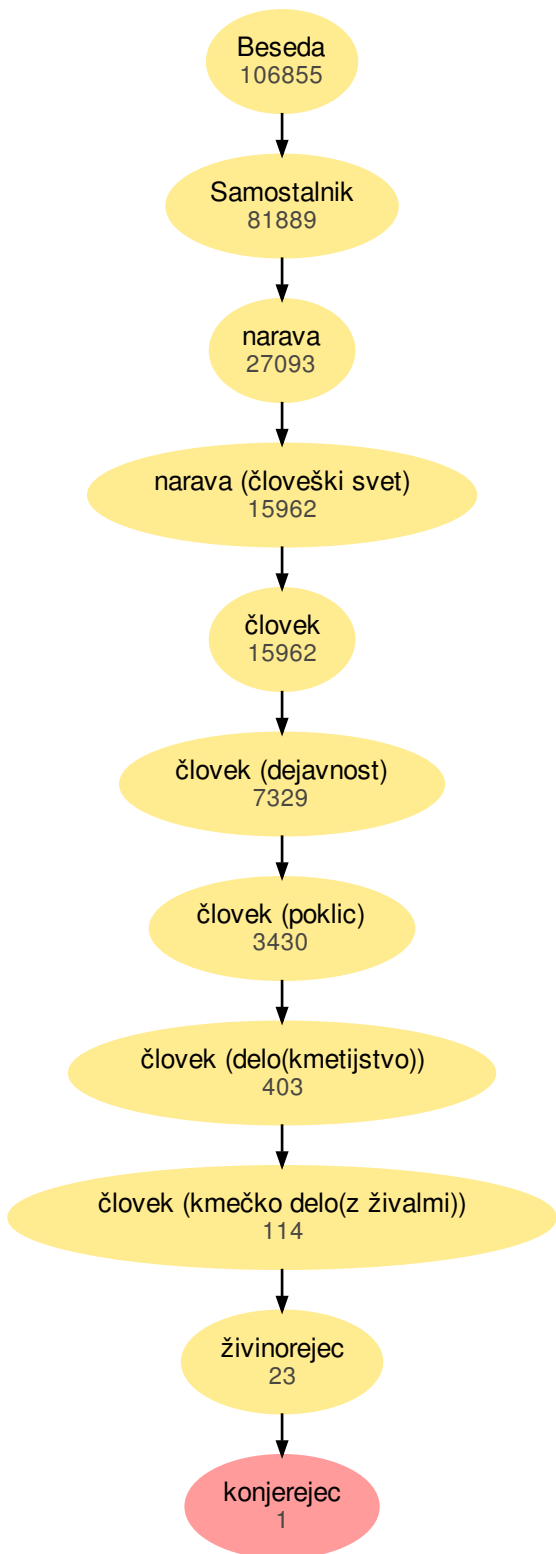 Beseda
106855
Samostalnik
81889
narava
27093
narava (človeški svet)
15962
človek
15962
človek (dejavnost)
7329
človek (poklic)
3430
človek (delo(kmetijstvo))
403
človek (kmečko delo(z živalmi))
114
živinorejec
23
konjerejec
1